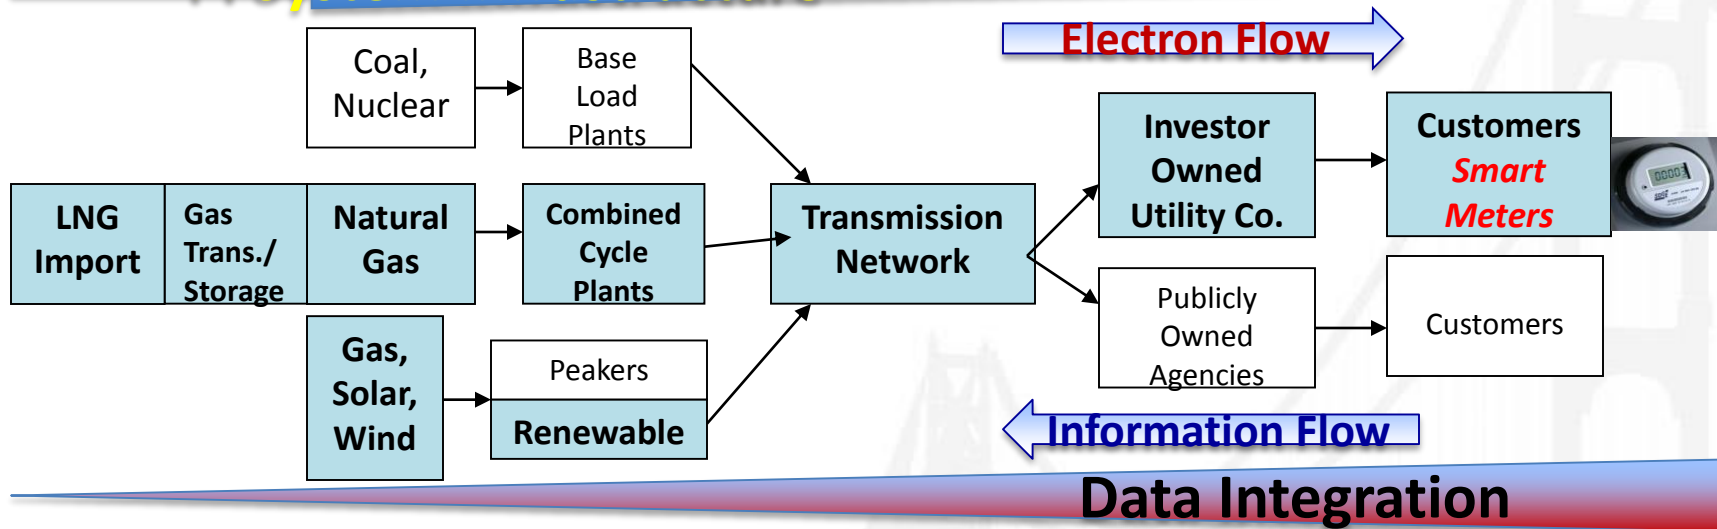 Electron Flow
Coal,
Nuclear
Base
Load
Plants
Investor
Owned
Utility Co.
Customers
Smart
Meters
00003
LNG
Import
Gas
Trans./
Storage
Natural
Gas
Combined
Cycle
Plants
Transmission
Network
Publicly
Owned
Agencies
Customers
Gas,
Solar,
Wind
Peakers
Renewable
Information Flow
Data Integration